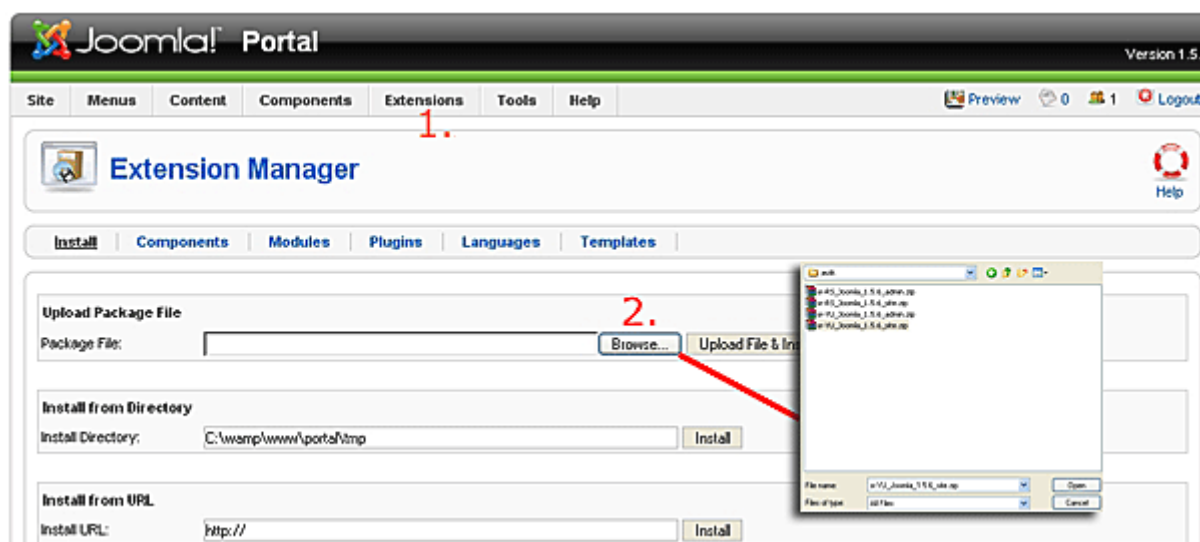 Joomla! Portal
Version 1.5.
Site Menus Content Components Extensions Tools Help Preview 0 1 Logout
1.
Extension Manager
Help
Install Components Modules Plugins Languages Templates
Upload Package File
2.
Package File: Browse... Upload File & Ins
Install from Directory
Install Directory: C:\wamp\www\portal\tmp Install
Install from URL
Install URL: http:// Install
File name: Open
Files of type: All Files Cancel